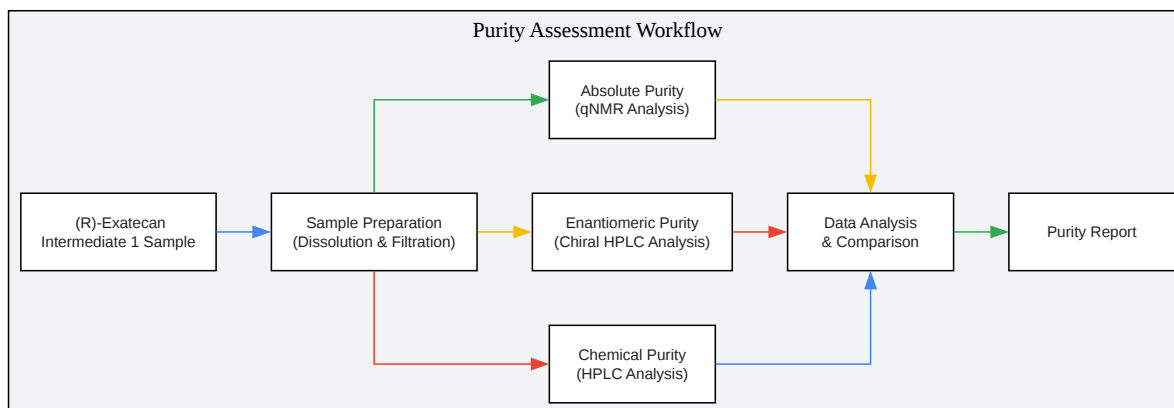 Purity Assessment Workflow
Absolute Purity
(qNMR Analysis)
(R)-Exatecan
Intermediate 1 Sample
Sample Preparation
(Dissolution & Filtration)
Enantiomeric Purity
(Chiral HPLC Analysis)
Data Analysis
& Comparison
Purity Report
Chemical Purity
(HPLC Analysis)